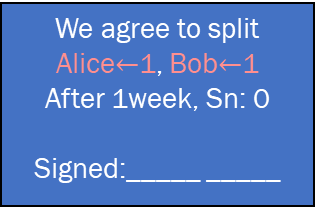 We agree to split
Alice←1, Bob←1
After 1week, Sn: 0
Signed:_____ _____